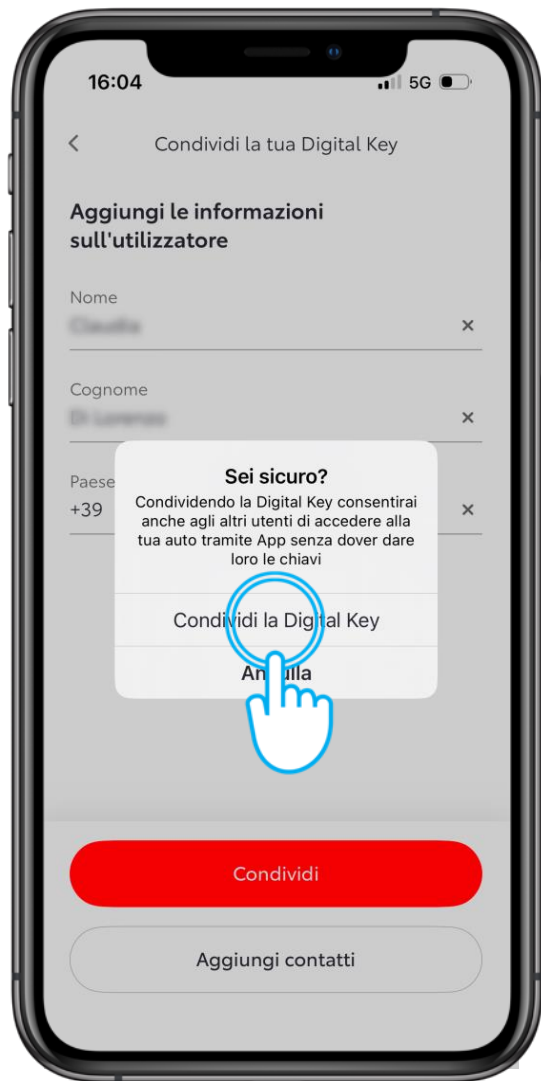 16:04 5G
Condividi la tua Digital Key
Aggiungi le informazioni
sull'utilizzatore
Nome
Cognome
Paese
+39
Sei sicuro?
Condividendo la Digital Key consentirai
anche agli altri utenti di accedere alla
tua auto tramite App senza dover dare
loro le chiavi
Condividi la Digital Key
Annulla
Condividi
Aggiungi contatti